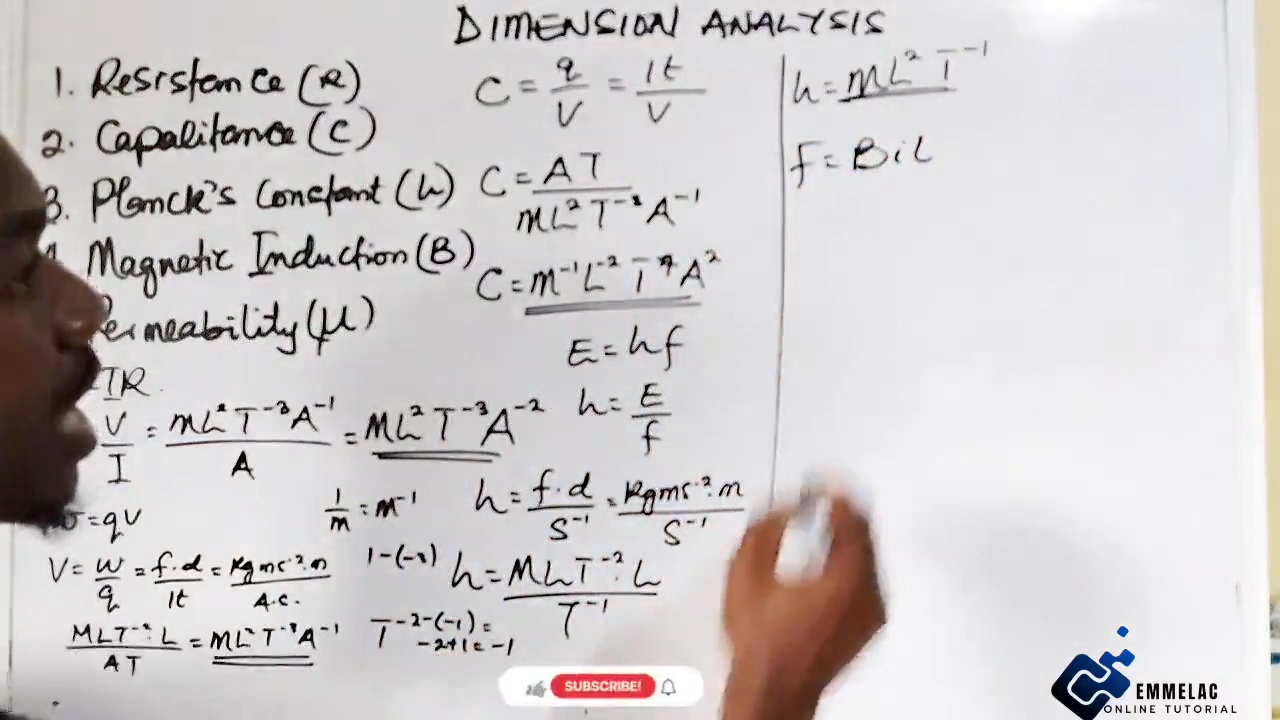 DIMENSION ANALYSIS
1. Resistance (R)
2. Capacitance (C)
3. Planck's Constant (h)
Magnetic Induction (B)
Permeability (μ)
IR
V/I = ML²T⁻³A⁻¹/A = ML²T⁻³A⁻²
= qV
V = W/q = f·d/It = Kgms⁻²·m/A·C.
MLT⁻²·L/AT = ML²T⁻³A⁻¹
1/m = m⁻¹
1-(-3)
T⁻²⁻⁽⁻¹⁾ =
-2+1 = -1
C = q/V = It/V
C = AT/ML²T⁻³A⁻¹
C = M⁻¹L⁻²T⁴A²
E = hf
h = E/f
h = f·d/S⁻¹ = Kgms⁻²·m/S⁻¹
h = MLT⁻²·L/T⁻¹
h = ML²T⁻¹
f = BiL
SUBSCRIBE!
EMMELAC
ONLINE TUTORIAL